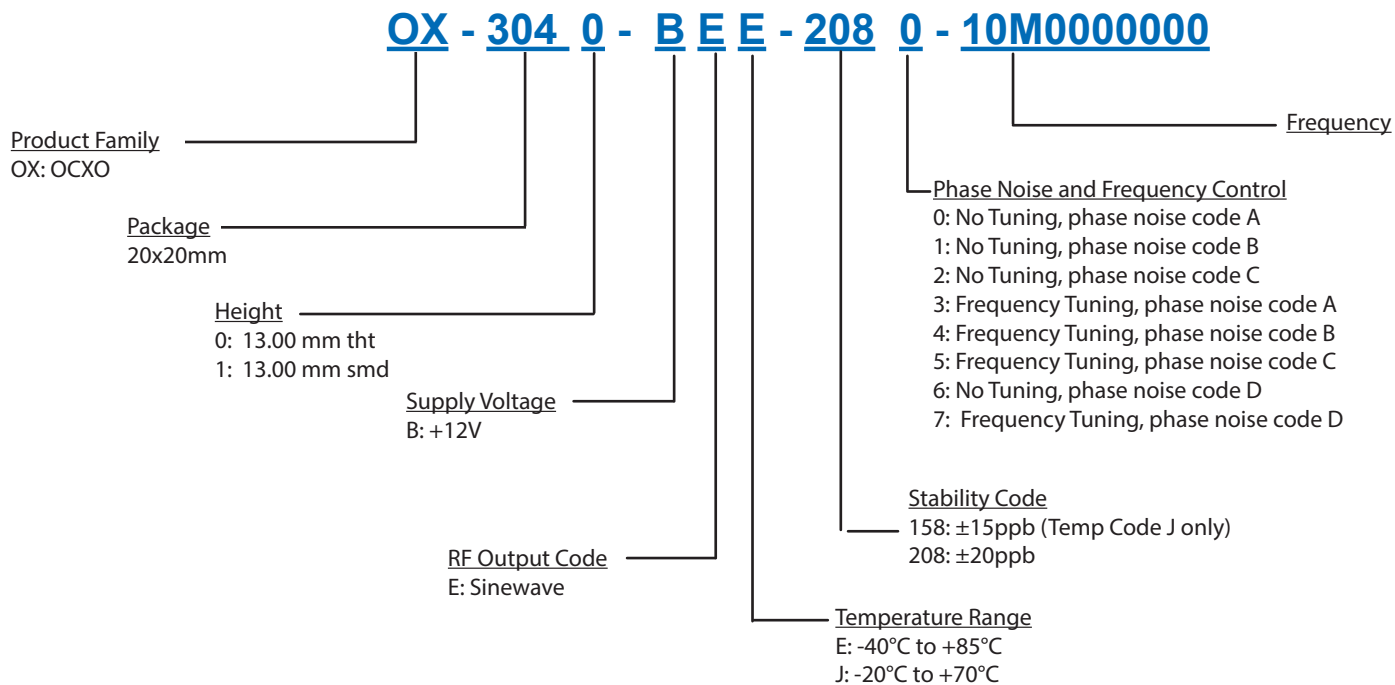 OX - 304 0 - B E E - 208 0 - 10M0000000
Product Family
OX: OCXO
Package
20x20mm
Height
0: 13.00 mm tht
1: 13.00 mm smd
Supply Voltage
B: +12V
RF Output Code
E: Sinewave
Temperature Range
E: -40°C to +85°C
J: -20°C to +70°C
Stability Code
158: ±15ppb (Temp Code J only)
208: ±20ppb
Phase Noise and Frequency Control
0: No Tuning, phase noise code A
1: No Tuning, phase noise code B
2: No Tuning, phase noise code C
3: Frequency Tuning, phase noise code A
4: Frequency Tuning, phase noise code B
5: Frequency Tuning, phase noise code C
6: No Tuning, phase noise code D
7: Frequency Tuning, phase noise code D
Frequency